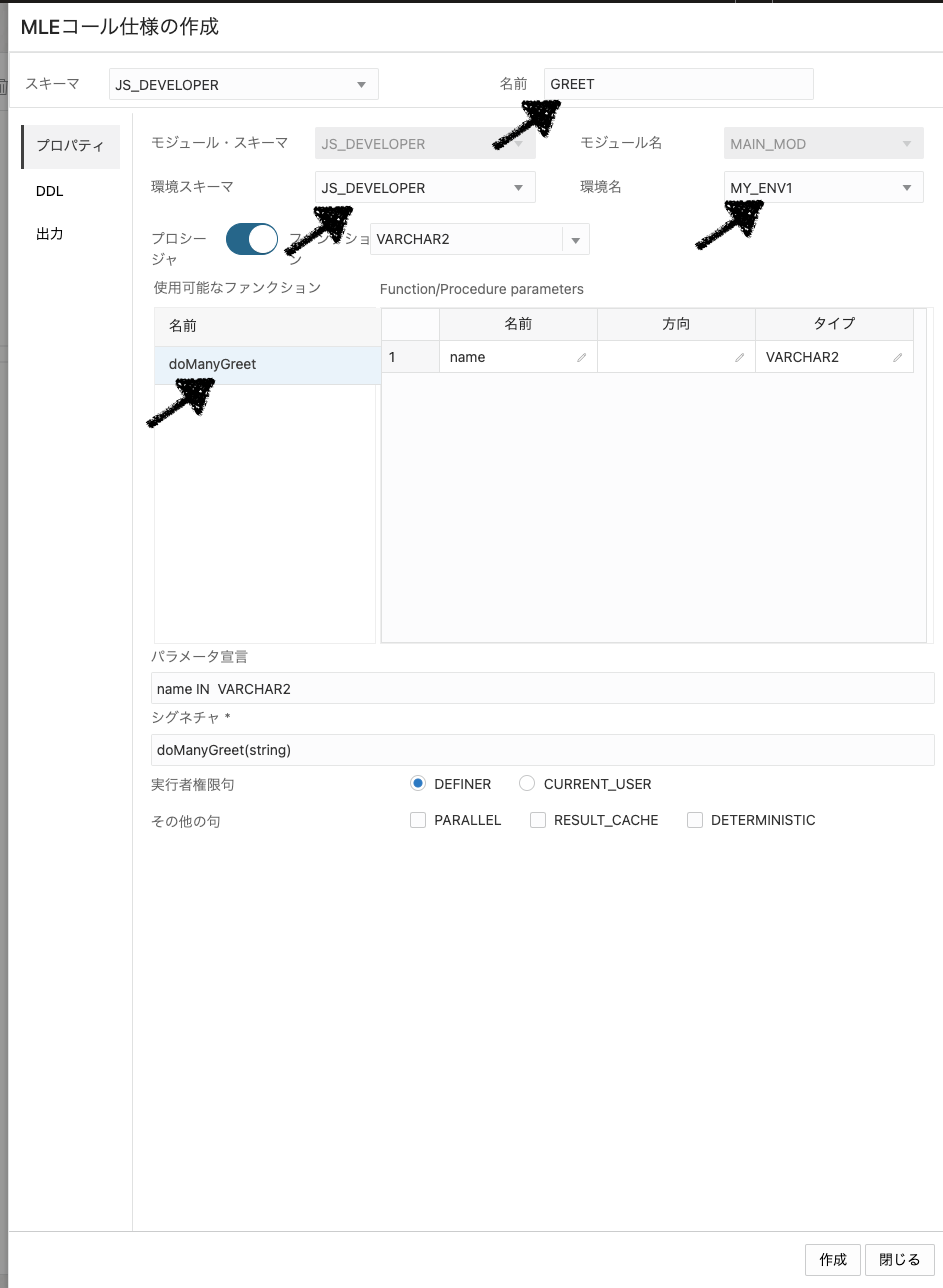 MLEコール仕様の作成
スキーマ JS_DEVELOPER 名前 GREET
プロパティ
DDL
出力
モジュール・スキーマ JS_DEVELOPER モジュール名 MAIN_MOD
環境スキーマ JS_DEVELOPER 環境名 MY_ENV1
プロシージャ ファンクション VARCHAR2
使用可能なファンクション Function/Procedure parameters
名前
doManyGreet
名前 方向 タイプ
1 name VARCHAR2
パラメータ宣言
name IN  VARCHAR2
シグネチャ *
doManyGreet(string)
実行者権限句 DEFINER CURRENT_USER
その他の句 PARALLEL RESULT_CACHE DETERMINISTIC
作成 閉じる